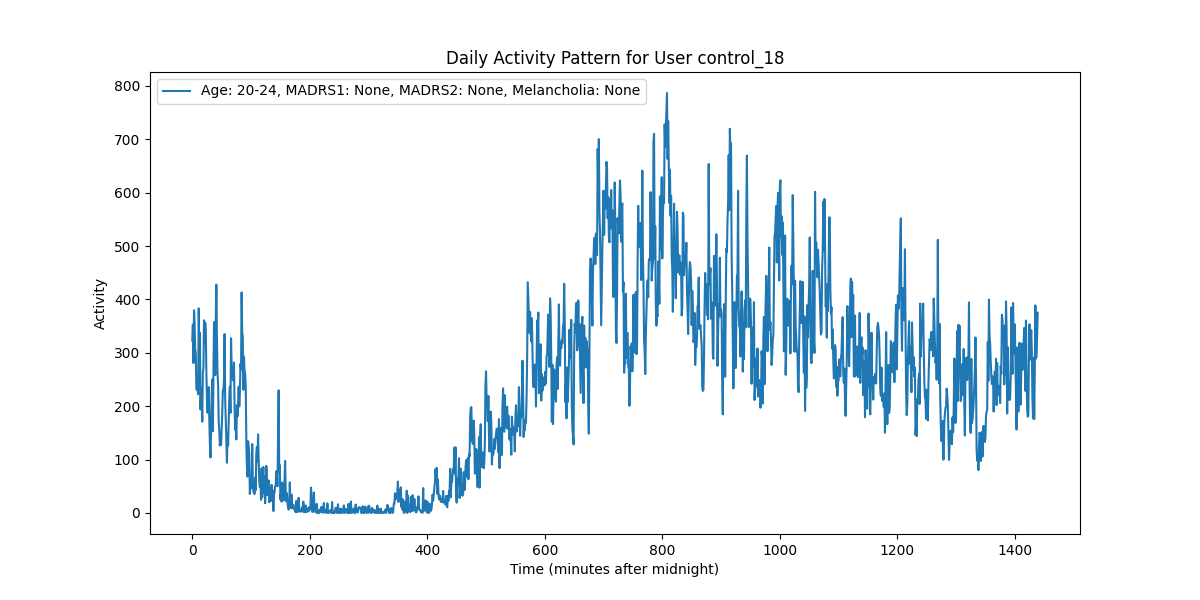 Daily Activity Pattern for User control_18
Age: 20-24, MADRS1: None, MADRS2: None, Melancholia: None
Activity
800
700
600
500
400
300
200
100
0
0 200 400 600 800 1000 1200 1400
Time (minutes after midnight)